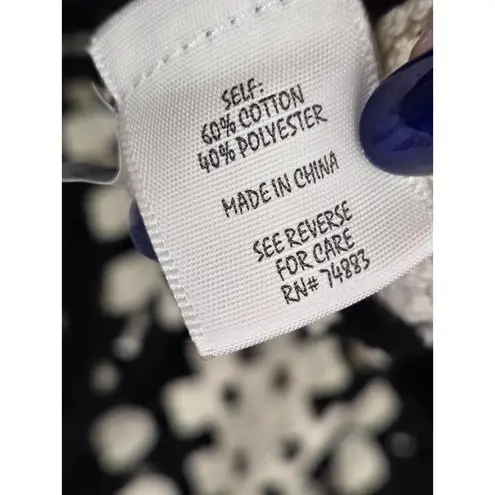 SELF:
60% COTTON
40% POLYESTER
MADE IN CHINA
SEE REVERSE
FOR CARE
RN# 74883